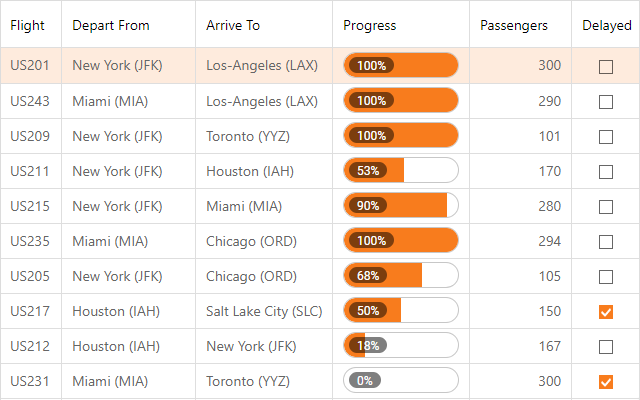 Flight Depart From Arrive To Progress Passengers Delayed
US201 New York (JFK) Los-Angeles (LAX) 100% 300
US243 Miami (MIA) Los-Angeles (LAX) 100% 290
US209 New York (JFK) Toronto (YYZ) 100% 101
US211 New York (JFK) Houston (IAH) 53% 170
US215 New York (JFK) Miami (MIA) 90% 280
US235 Miami (MIA) Chicago (ORD) 100% 294
US205 New York (JFK) Chicago (ORD) 68% 105
US217 Houston (IAH) Salt Lake City (SLC) 50% 150
US212 Houston (IAH) New York (JFK) 18% 167
US231 Miami (MIA) Toronto (YYZ) 0% 300